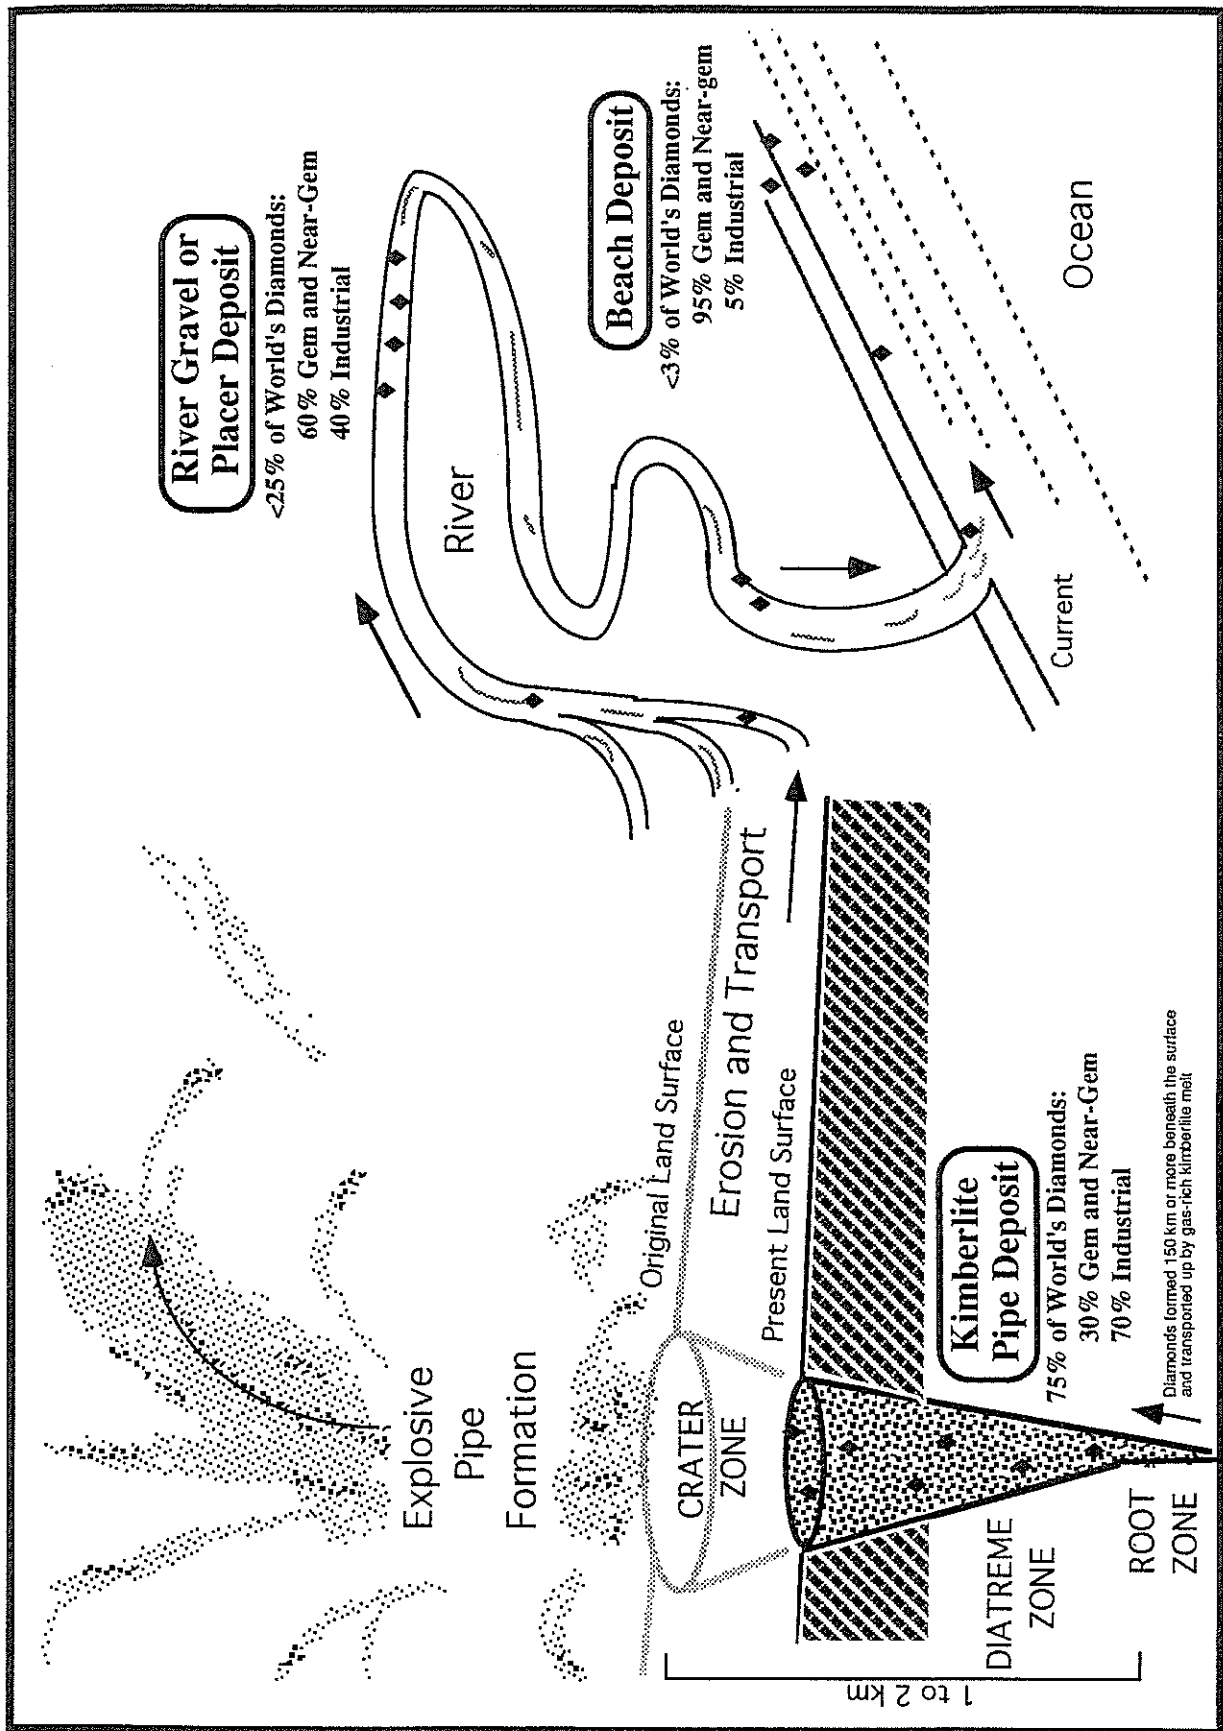 Explosive
Pipe
Formation
CRATER
ZONE
Original Land Surface
Erosion and Transport
Present Land Surface
DIATREME
ZONE
ROOT
ZONE
1 to 2 km
Kimberlite
Pipe Deposit
75% of World's Diamonds:
30% Gem and Near-Gem
70% Industrial
Diamonds formed 150 km or more beneath the surface
and transported up by gas-rich kimberlite melt
River Gravel or
Placer Deposit
<25% of World's Diamonds:
60% Gem and Near-Gem
40% Industrial
River
Beach Deposit
<3% of World's Diamonds:
95% Gem and Near-gem
5% Industrial
Current
Ocean